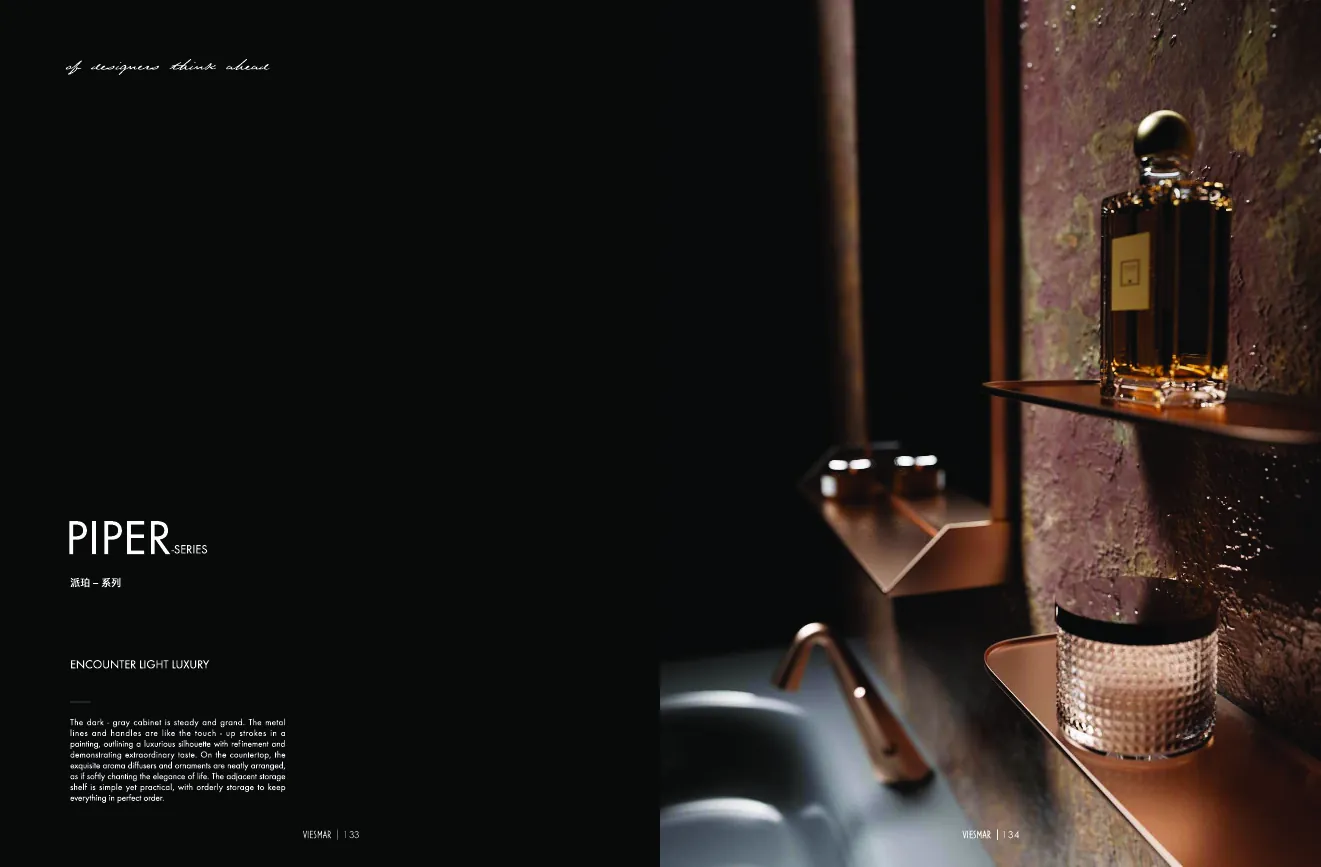 of designers think ahead
PIPER-SERIES
派珀 – 系列
ENCOUNTER LIGHT LUXURY
The dark - gray cabinet is steady and grand. The metal
lines and handles are like the touch - up strokes in a
painting, outlining a luxurious silhouette with refinement and
demonstrating extraordinary taste. On the countertop, the
exquisite aroma diffusers and ornaments are neatly arranged,
as if softly chanting the elegance of life. The adjacent storage
shelf is simple yet practical, with orderly storage to keep
everything in perfect order.
VIESMAR | 133
VIESMAR | 134